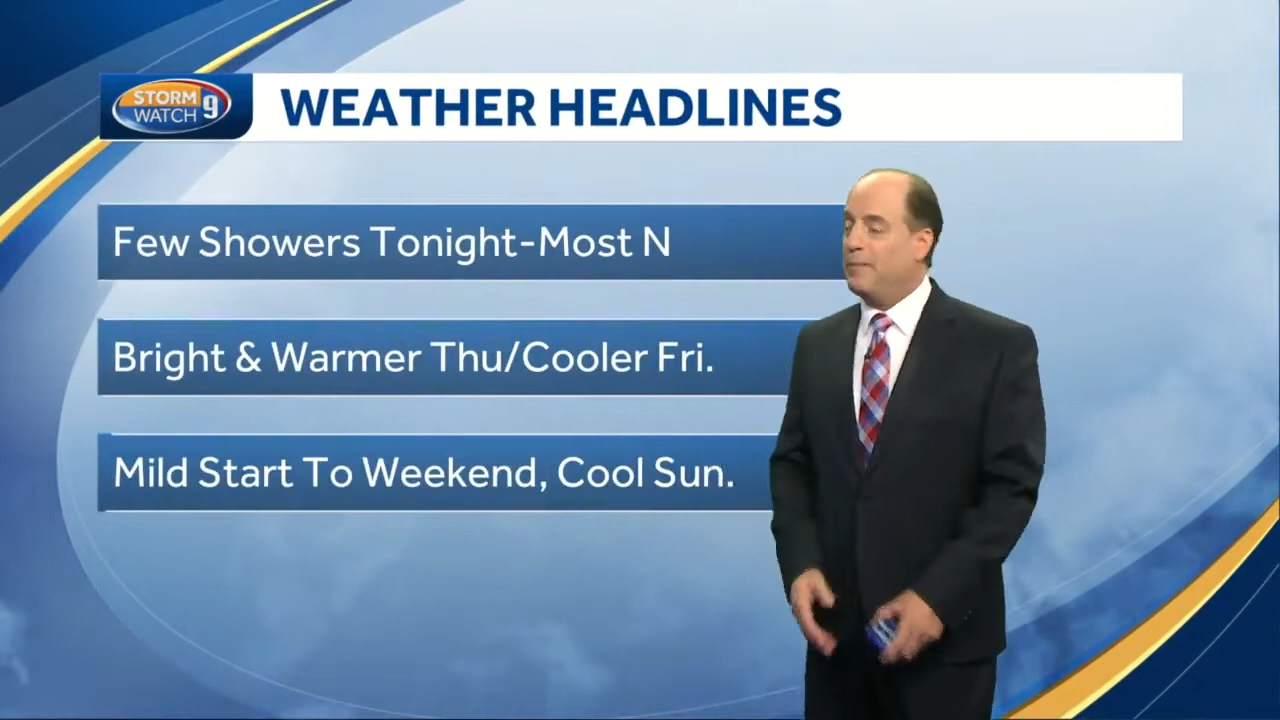 STORM
WATCH 9
WEATHER HEADLINES
Few Showers Tonight-Most N
Bright & Warmer Thu/Cooler Fri.
Mild Start To Weekend, Cool Sun.